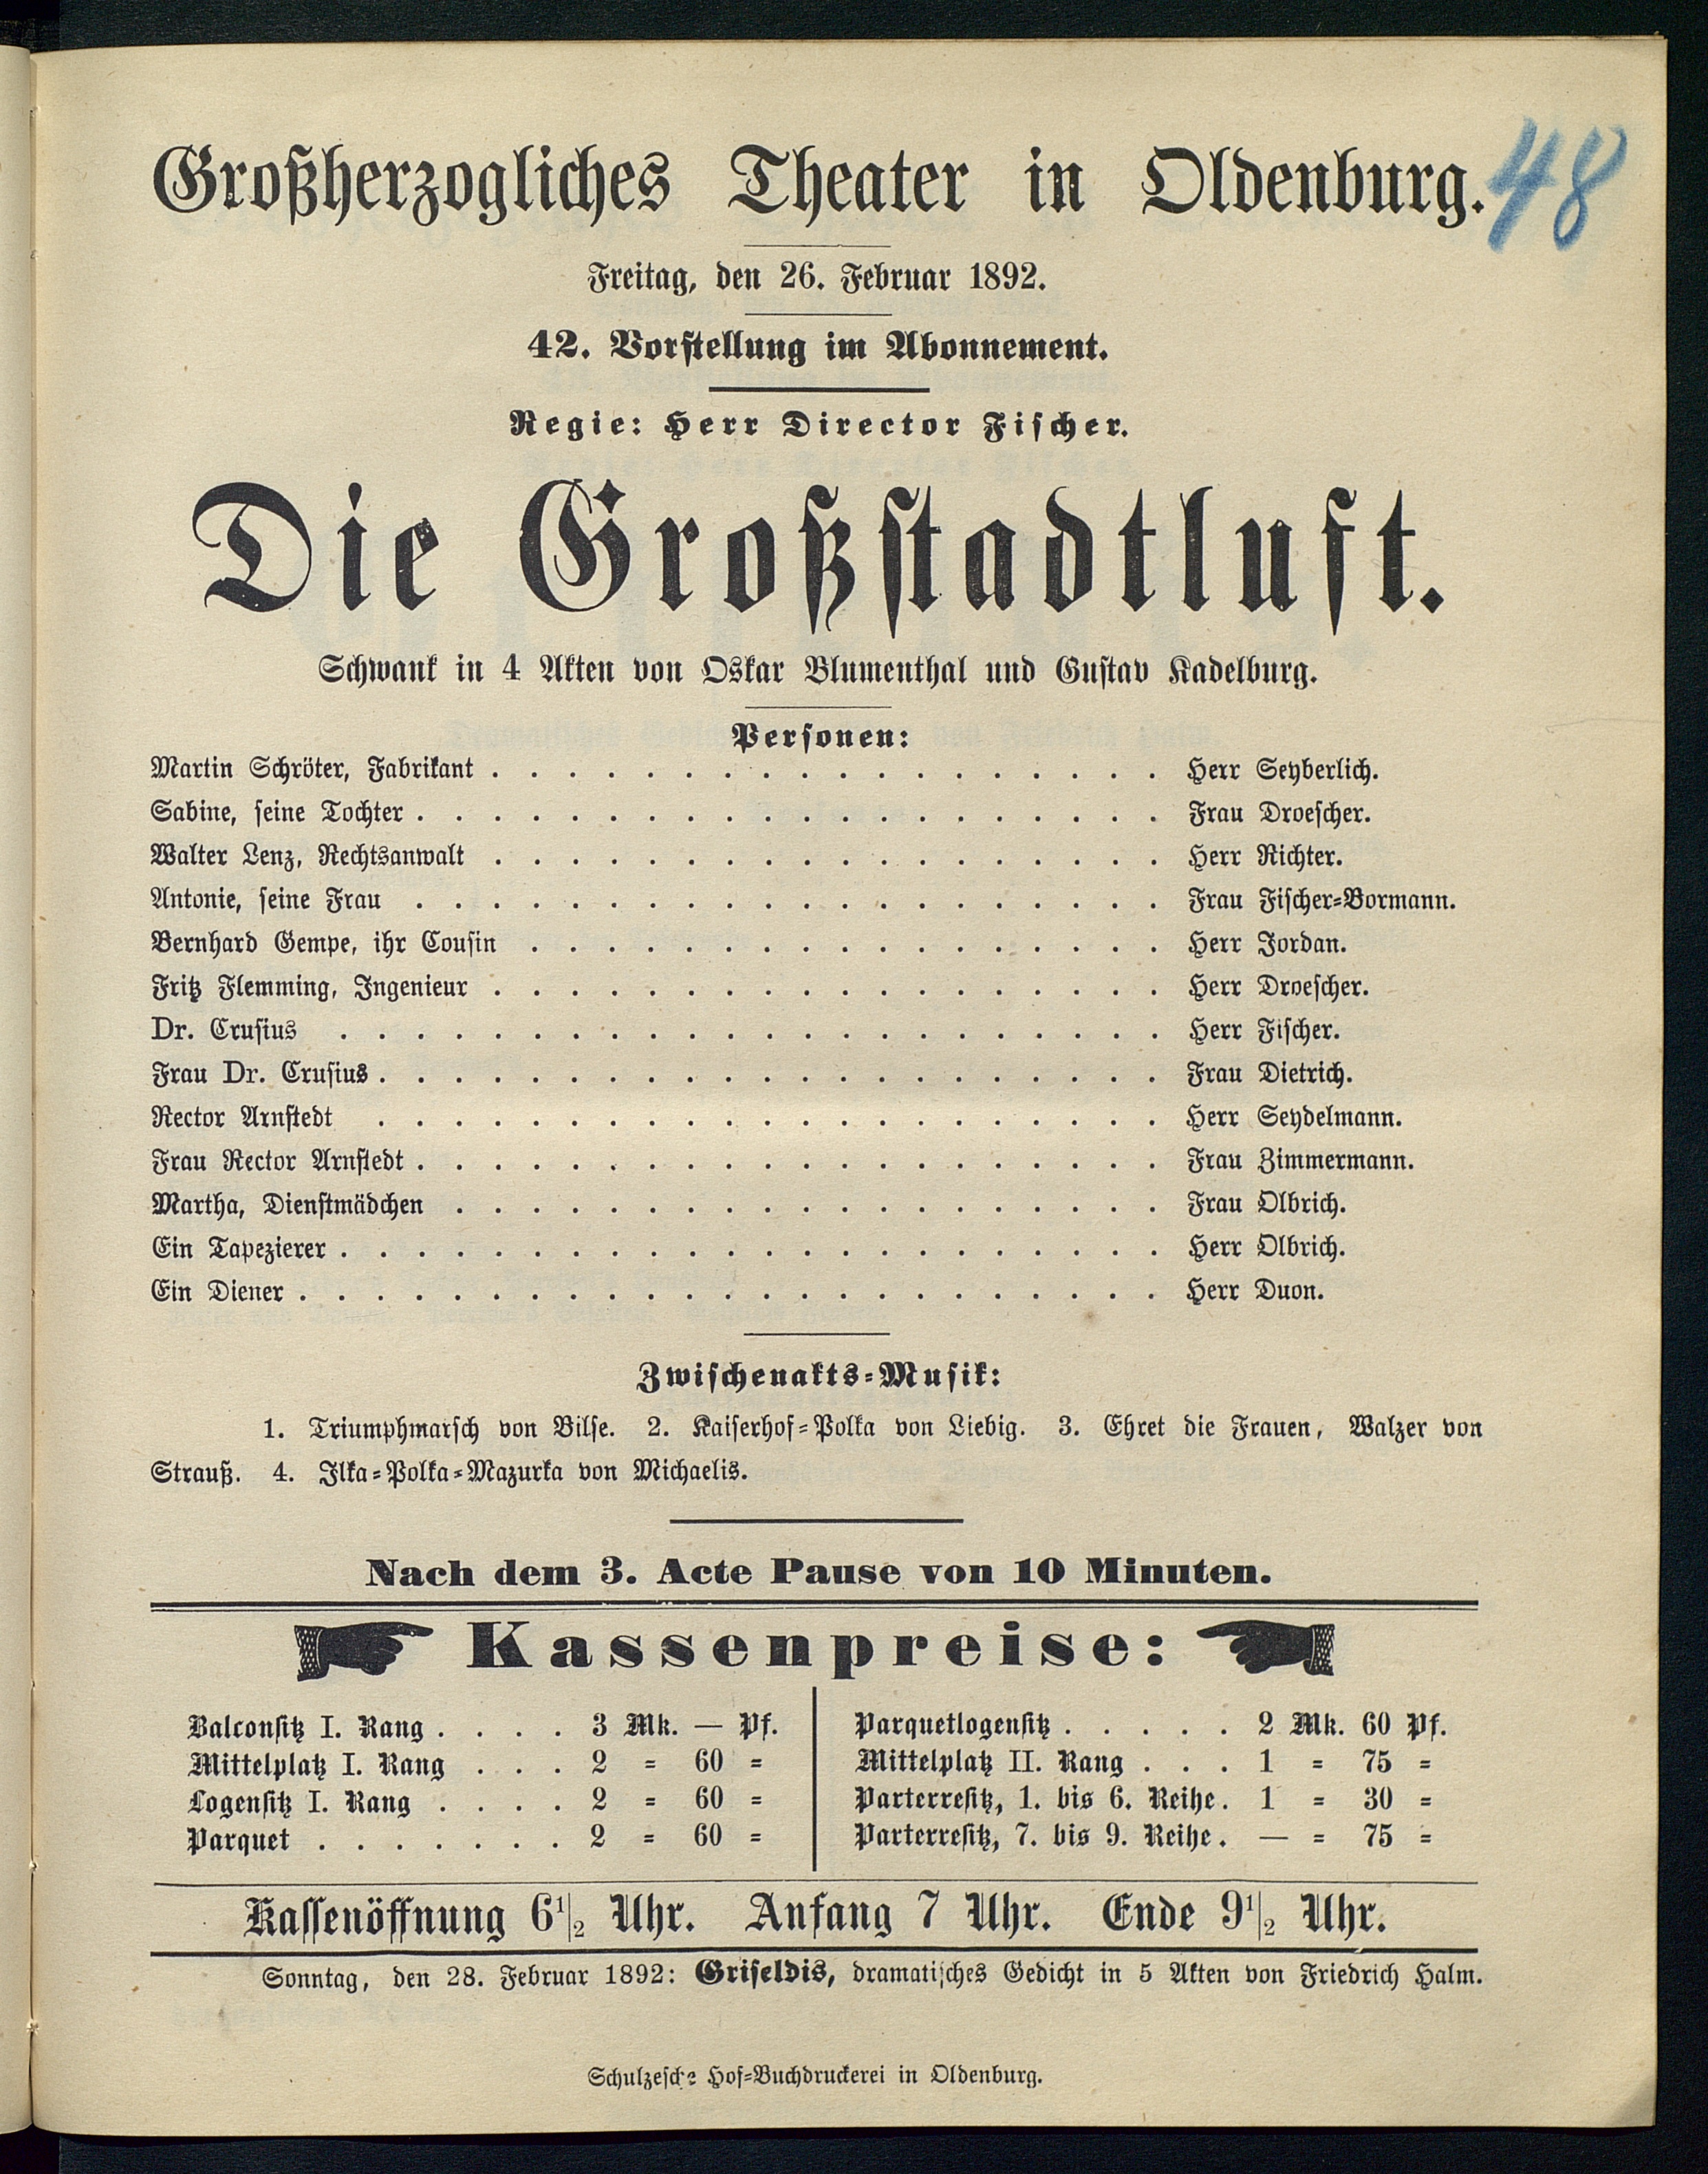 Großherzogliches Theater in Oldenburg. 48
Freitag, den 26. Februar 1892.
42. Vorstellung im Abonnement.
Regie: Herr Director Fischer.
Die Großstadtluft.
Schwank in 4 Akten von Oskar Blumenthal und Gustav Kadelburg.
Personen:
Martin Schröter, Fabrikant . . . . . . . . . . . . . . . . . . Herr Seyberlich.
Sabine, seine Tochter . . . . . . . . . . . . . . . . . . . . Frau Droescher.
Walter Lenz, Rechtsanwalt . . . . . . . . . . . . . . . . . . Herr Richter.
Antonie, seine Frau . . . . . . . . . . . . . . . . . . . . Frau Fischer=Bormann.
Bernhard Gempe, ihr Cousin . . . . . . . . . . . . . . . . . Herr Jordan.
Fritz Flemming, Ingenieur . . . . . . . . . . . . . . . . . . Herr Droescher.
Dr. Crusius . . . . . . . . . . . . . . . . . . . . . . Herr Fischer.
Frau Dr. Crusius . . . . . . . . . . . . . . . . . . . . . Frau Dietrich.
Rector Arnstedt . . . . . . . . . . . . . . . . . . . . . Herr Seydelmann.
Frau Rector Arnstedt . . . . . . . . . . . . . . . . . . . . Frau Zimmermann.
Martha, Dienstmädchen . . . . . . . . . . . . . . . . . . . Frau Olbrich.
Ein Tapezierer . . . . . . . . . . . . . . . . . . . . . . Herr Olbrich.
Ein Diener . . . . . . . . . . . . . . . . . . . . . . . Herr Duon.
Zwischenakts=Musik:
1. Triumphmarsch von Bilse. 2. Kaiserhof=Polka von Liebig. 3. Ehret die Frauen, Walzer von
Strauß. 4. Ilka=Polka=Mazurka von Michaelis.
Nach dem 3. Acte Pause von 10 Minuten.
Kassenpreise:
Balconsitz I. Rang . . . . 3 Mk. — Pf.
Mittelplatz I. Rang . . . 2 = 60 =
Logensitz I. Rang . . . . 2 = 60 =
Parquet . . . . . . . 2 = 60 =
Parquetlogensitz . . . . . 2 Mk. 60 Pf.
Mittelplatz II. Rang . . . 1 = 75 =
Parterresitz, 1. bis 6. Reihe . 1 = 30 =
Parterresitz, 7. bis 9. Reihe . — = 75 =
Kassenöffnung 6½ Uhr. Anfang 7 Uhr. Ende 9½ Uhr.
Sonntag, den 28. Februar 1892: Griseldis, dramatisches Gedicht in 5 Akten von Friedrich Halm.
Schulzesche Hof=Buchdruckerei in Oldenburg.